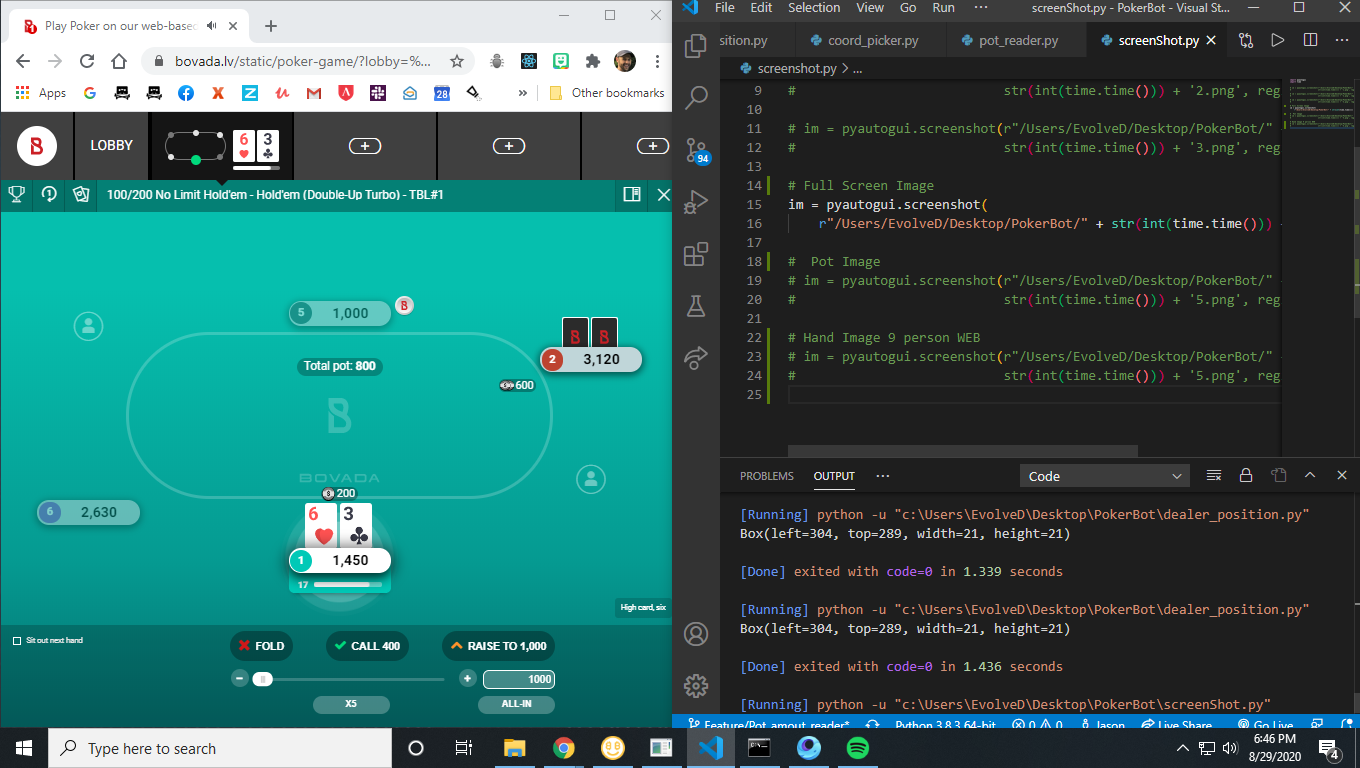 Play Poker on our web-based
bovada.lv/static/poker-game/?lobby=%...
Apps
Other bookmarks
28
LOBBY
6 3
100/200 No Limit Hold'em - Hold'em (Double-Up Turbo) - TBL#1
5 1,000
Total pot: 800
2 3,120
600
BOVADA
200
6 2,630
6 3
1 1,450
17
High card, six
Sit out next hand
FOLD
CALL 400
RAISE TO 1,000
1000
X5
ALL-IN
File Edit Selection View Go Run ...
screenShot.py - PokerBot - Visual St...
sition.py
coord_picker.py
pot_reader.py
screenShot.py
screenshot.py > ...
94
9 # str(int(time.time())) + '2.png', reg
10
11 # im = pyautogui.screenshot(r"/Users/EvolveD/Desktop/PokerBot/" +
12 # str(int(time.time())) + '3.png', reg
13
14 # Full Screen Image
15 im = pyautogui.screenshot(
16 r"/Users/EvolveD/Desktop/PokerBot/" + str(int(time.time()))
17
18 # Pot Image
19 # im = pyautogui.screenshot(r"/Users/EvolveD/Desktop/PokerBot/"
20 # str(int(time.time())) + '5.png', reg
21
22 # Hand Image 9 person WEB
23 # im = pyautogui.screenshot(r"/Users/EvolveD/Desktop/PokerBot/"
24 # str(int(time.time())) + '5.png', reg
25
PROBLEMS OUTPUT ...
Code
[Running] python -u "c:\Users\EvolveD\Desktop\PokerBot\dealer_position.py"
Box(left=304, top=289, width=21, height=21)
[Done] exited with code=0 in 1.339 seconds
[Running] python -u "c:\Users\EvolveD\Desktop\PokerBot\dealer_position.py"
Box(left=304, top=289, width=21, height=21)
[Done] exited with code=0 in 1.436 seconds
[Running] python -u "c:\Users\EvolveD\Desktop\PokerBot\screenShot.py"
Feature/Pot_amout_reader* Python 3.8.3 64-bit 0 0 Jason Live Share Go Live
Type here to search
6:46 PM
8/29/2020
4